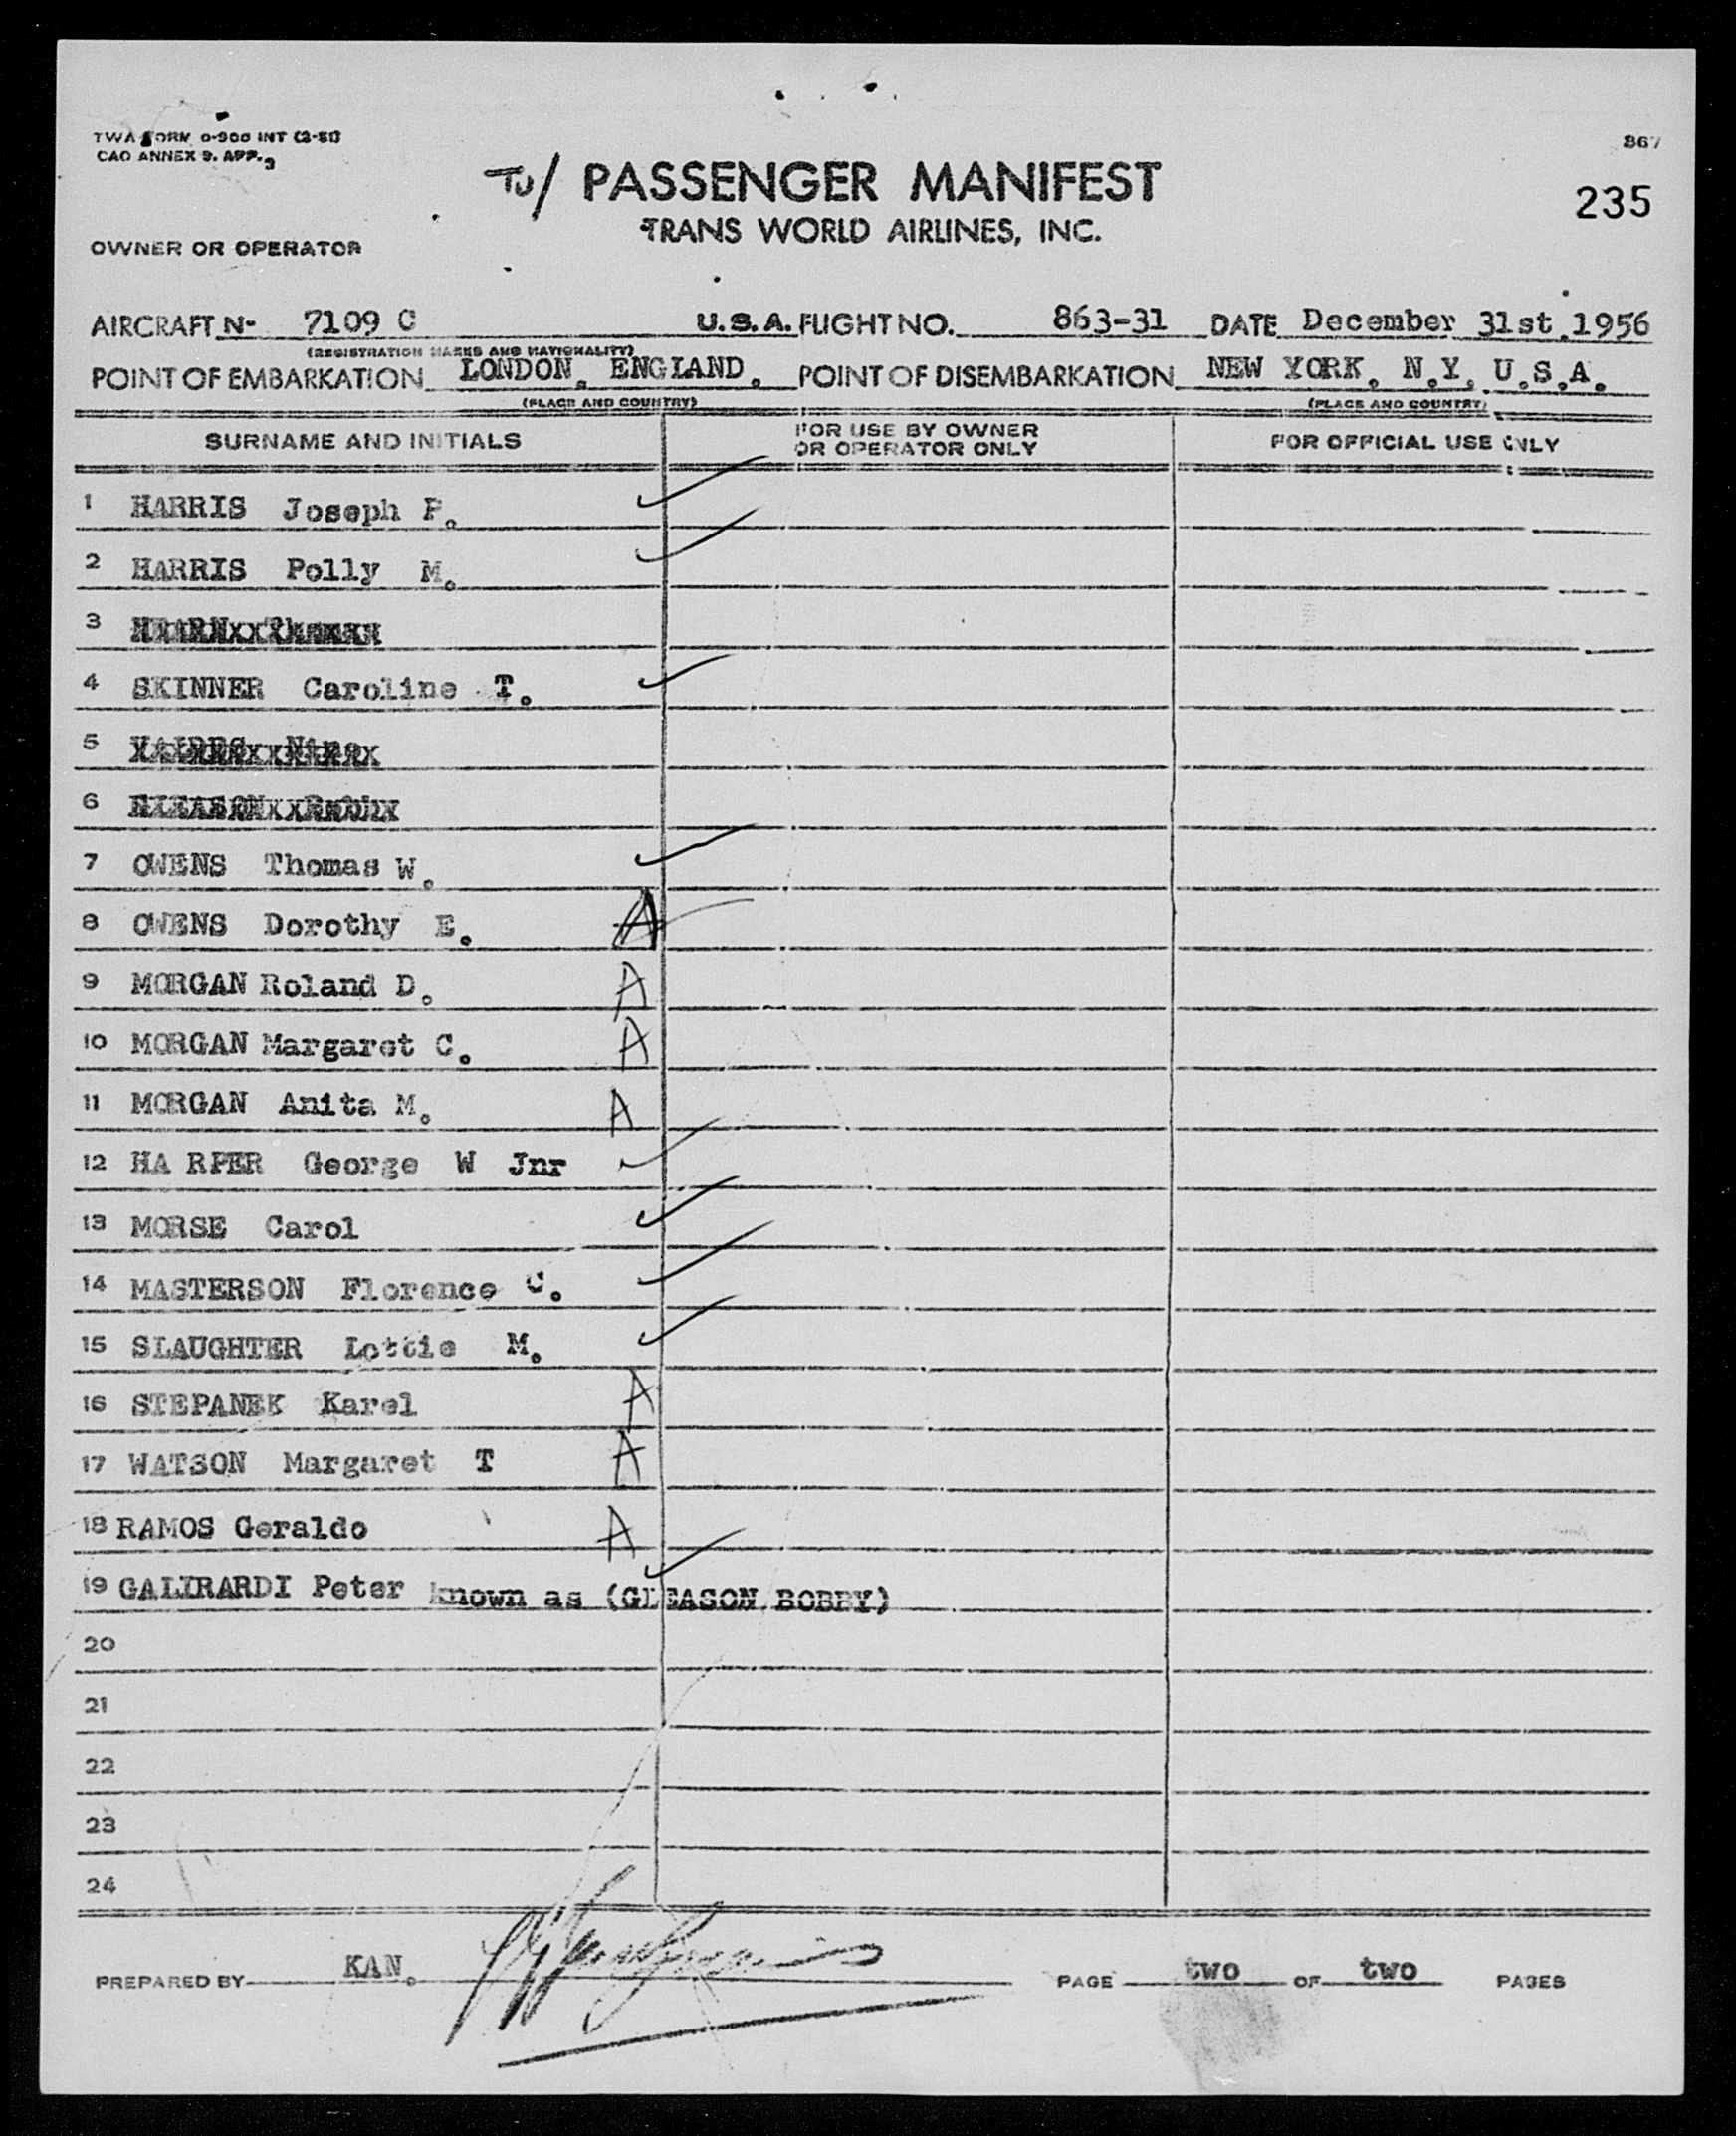 TWA FORM 0-900 INT (2-51)
CAO ANNEX 9. APP. 3
867
TW/ PASSENGER MANIFEST
235
TRANS WORLD AIRLINES, INC.
OWNER OR OPERATOR
AIRCRAFT N- 7109 C U.S.A. FLIGHT NO. 863-31 DATE December 31st.1956
(REGISTRATION MARKS AND NATIONALITY)
POINT OF EMBARKATION LONDON. ENGLAND. POINT OF DISEMBARKATION NEW YORK. N.Y. U.S.A.
(PLACE AND COUNTRY) (PLACE AND COUNTRY)
SURNAME AND INITIALS FOR USE BY OWNER OR OPERATOR ONLY FOR OFFICIAL USE ONLY
1 HARRIS Joseph P. ✓
2 HARRIS Polly M. ✓
3
4 SKINNER Caroline T. ✓
5
6 GLEASON Bobby
7 OWENS Thomas W. ✓
8 OWENS Dorothy E. A
9 MORGAN Roland D. A
10 MORGAN Margaret C. A
11 MORGAN Anita M. A
12 HA RPER George W Jnr ✓
13 MORSE Carol ✓
14 MASTERSON Florence C. ✓
15 SLAUGHTER Lottie M. ✓
16 STEPANEK Karel A
17 WATSON Margaret T A
18 RAMOS Geraldo A
19 GALIRARDI Peter known as (GLEASON BOBBY) ✓
20
21
22
23
24
PREPARED BY KAN. PAGE two OF two PAGES